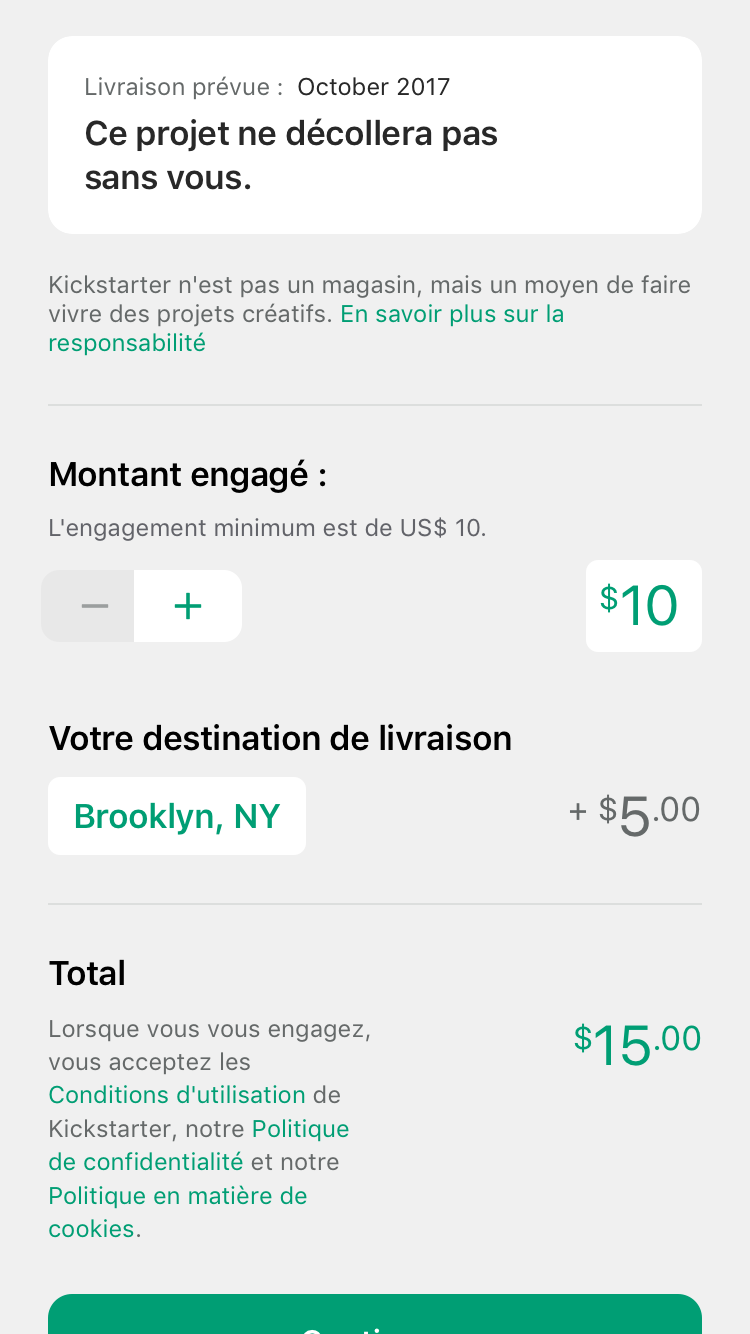 Livraison prévue : October 2017
Ce projet ne décollera pas
sans vous.
Kickstarter n'est pas un magasin, mais un moyen de faire
vivre des projets créatifs. En savoir plus sur la
responsabilité
Montant engagé :
L'engagement minimum est de US$ 10.
− + $10
Votre destination de livraison
Brooklyn, NY + $5.00
Total
$15.00
Lorsque vous vous engagez,
vous acceptez les
Conditions d'utilisation de
Kickstarter, notre Politique
de confidentialité et notre
Politique en matière de
cookies.